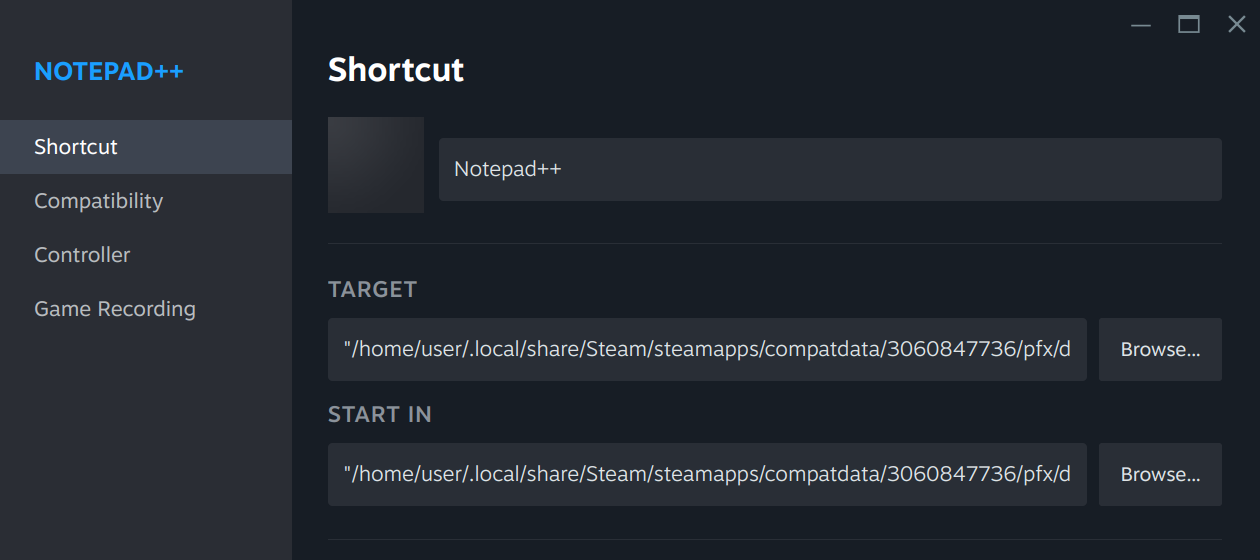 NOTEPAD++
Shortcut
Compatibility
Controller
Game Recording
Shortcut
Notepad++
TARGET
"/home/user/.local/share/Steam/steamapps/compatdata/3060847736/pfx/d
Browse...
START IN
"/home/user/.local/share/Steam/steamapps/compatdata/3060847736/pfx/d
Browse...